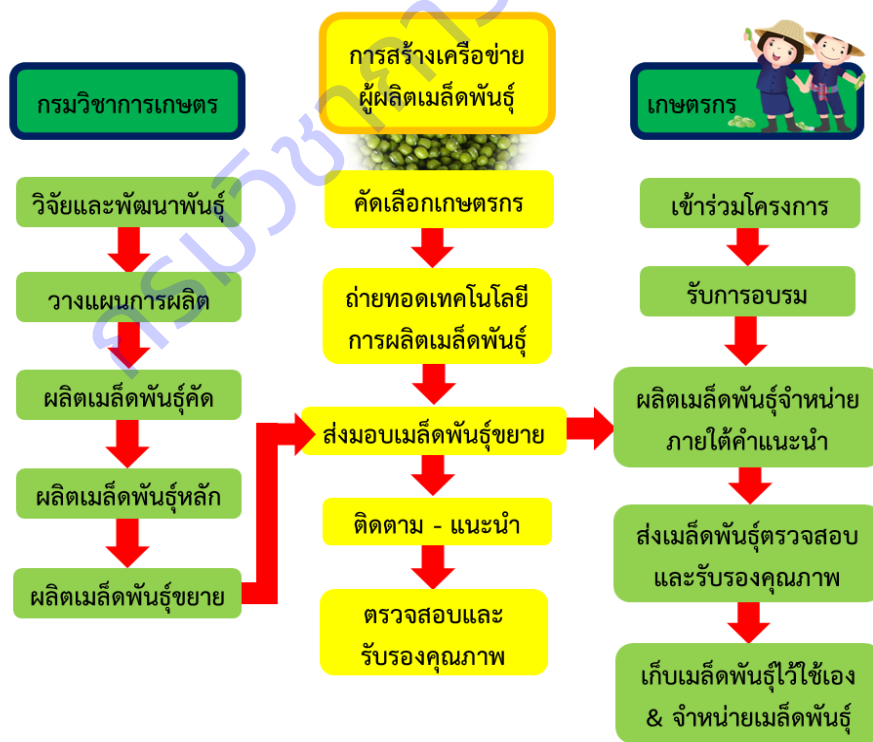 กรมวิชาการเกษตร
วิจัยและพัฒนาพันธุ์
วางแผนการผลิต
ผลิตเมล็ดพันธุ์คัด
ผลิตเมล็ดพันธุ์หลัก
ผลิตเมล็ดพันธุ์ขยาย
การสร้างเครือข่าย
ผู้ผลิตเมล็ดพันธุ์
คัดเลือกเกษตรกร
ถ่ายทอดเทคโนโลยี
การผลิตเมล็ดพันธุ์
ส่งมอบเมล็ดพันธุ์ขยาย
ติดตาม - แนะนำ
ตรวจสอบและ
รับรองคุณภาพ
เกษตรกร
เข้าร่วมโครงการ
รับการอบรม
ผลิตเมล็ดพันธุ์จำหน่าย
ภายใต้คำแนะนำ
ส่งเมล็ดพันธุ์ตรวจสอบ
และรับรองคุณภาพ
เก็บเมล็ดพันธุ์ไว้ใช้เอง
& จำหน่ายเมล็ดพันธุ์
กรมวิชาการ